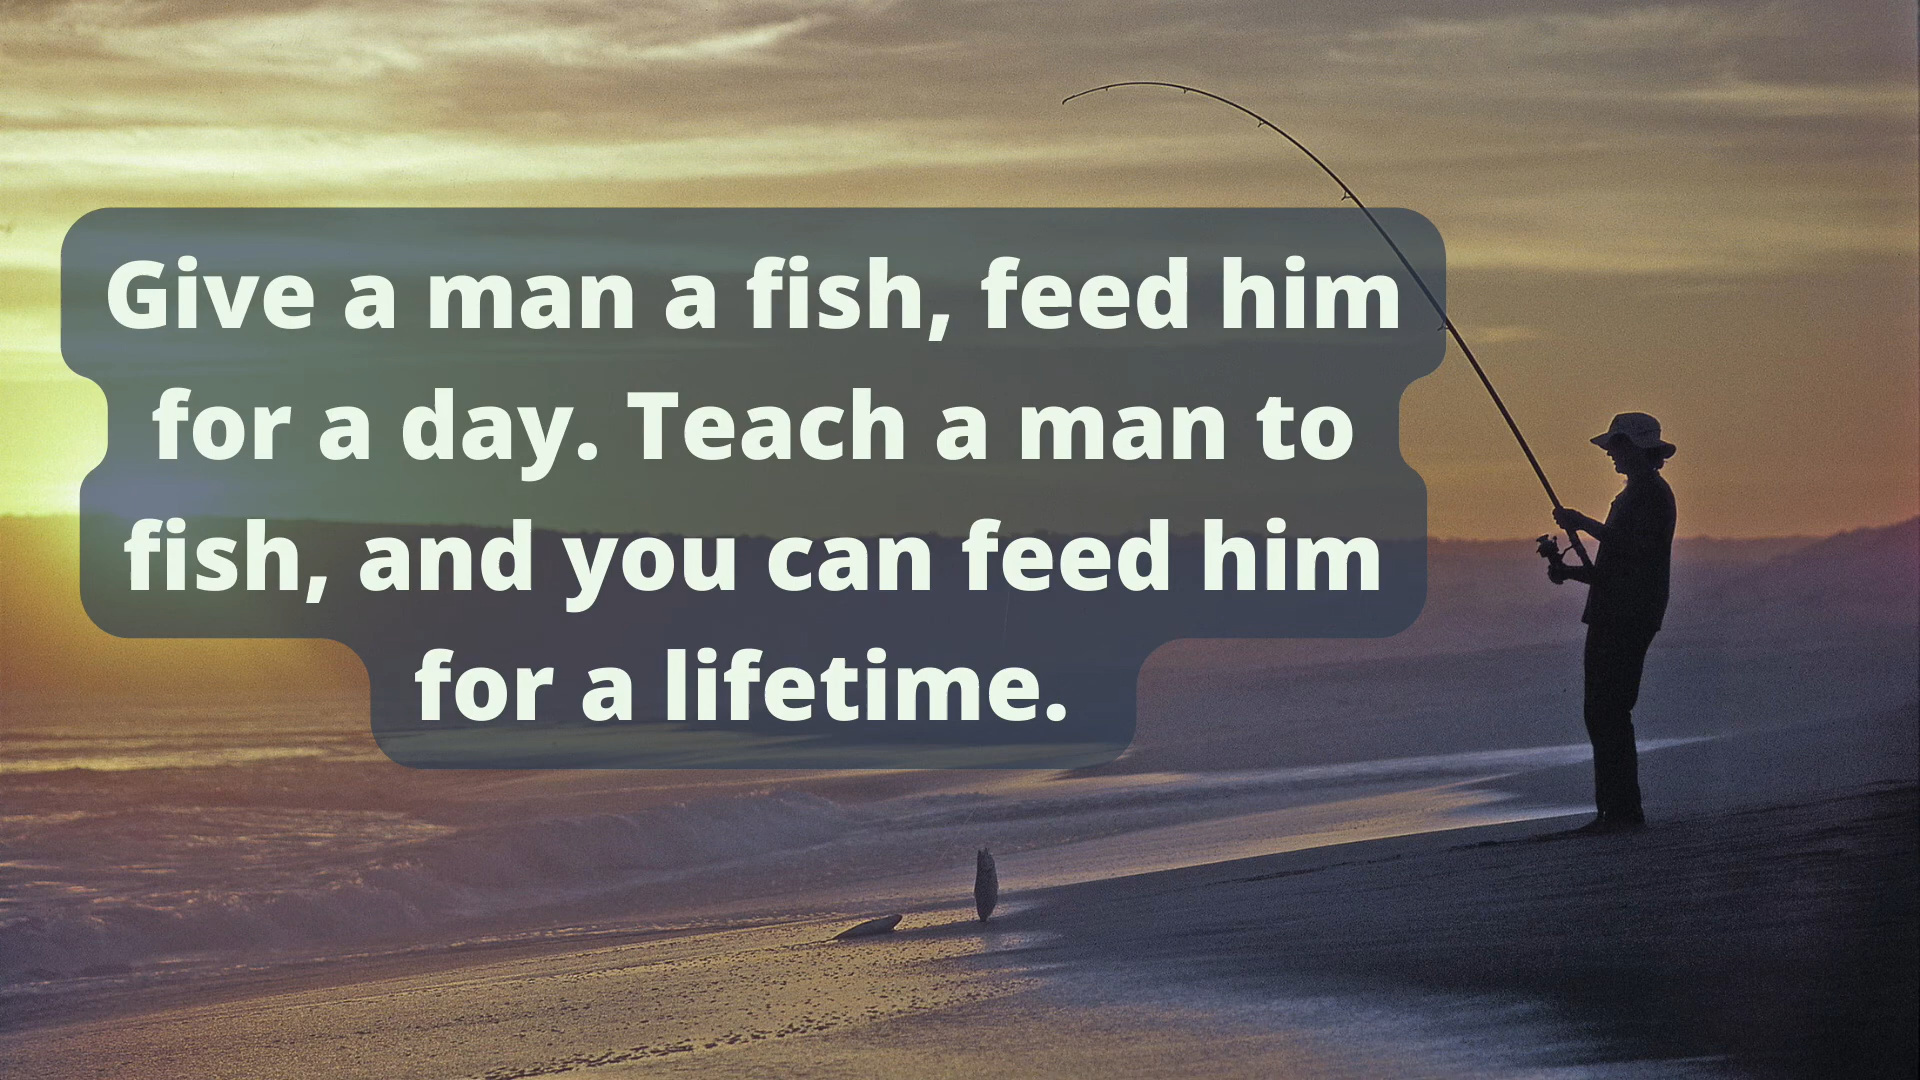 Give a man a fish, feed him
for a day. Teach a man to
fish, and you can feed him
for a lifetime.